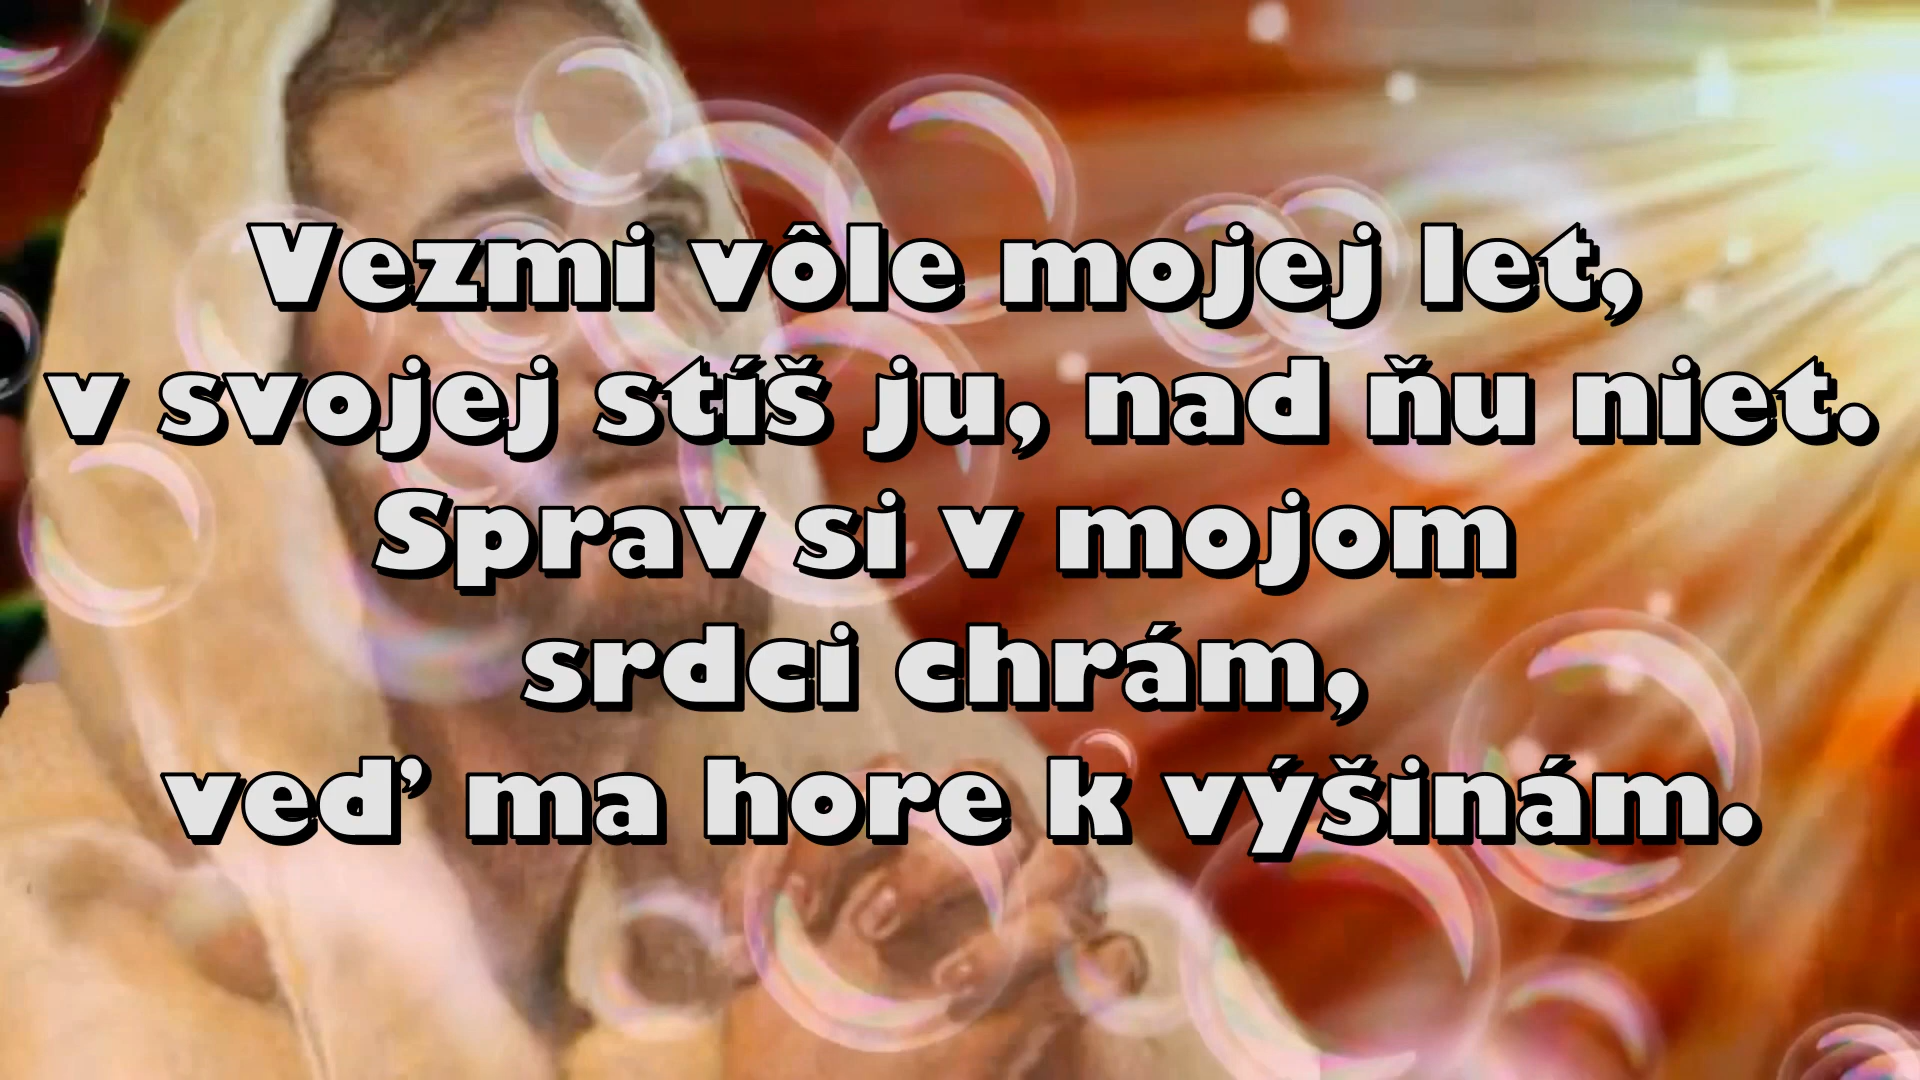 Vezmi vôle mojej let,
v svojej stíš ju, nad ňu niet.
Sprav si v mojom
srdci chrám,
veď ma hore k výšinám.